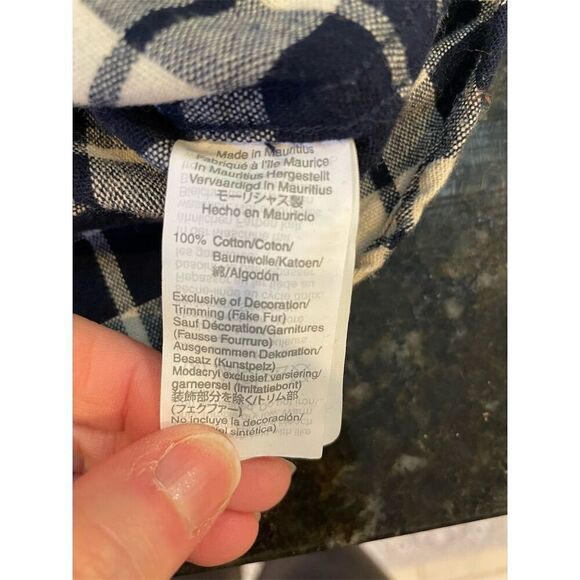 Made in Mauritius
Fabriqué à l'Ile Maurice
In Mauritius Hergestellt
Vervaardigd in Mauritius
モーリシャス製
Hecho en Mauricio
100% Cotton/Coton/
Baumwolle/Katoen/
綿/Algodón
Exclusive of Decoration/
Trimming (Fake Fur)
Sauf Décoration/Garnitures
(Fausse Fourrure)
Ausgenommen Dekoration/
Besatz (Kunstpelz)
Modacryl exclusief versiering/
garneersel (Imitatiebont)
装飾部分を除く/トリム部
(フェクファー)
No incluye la decoración/
sintética)